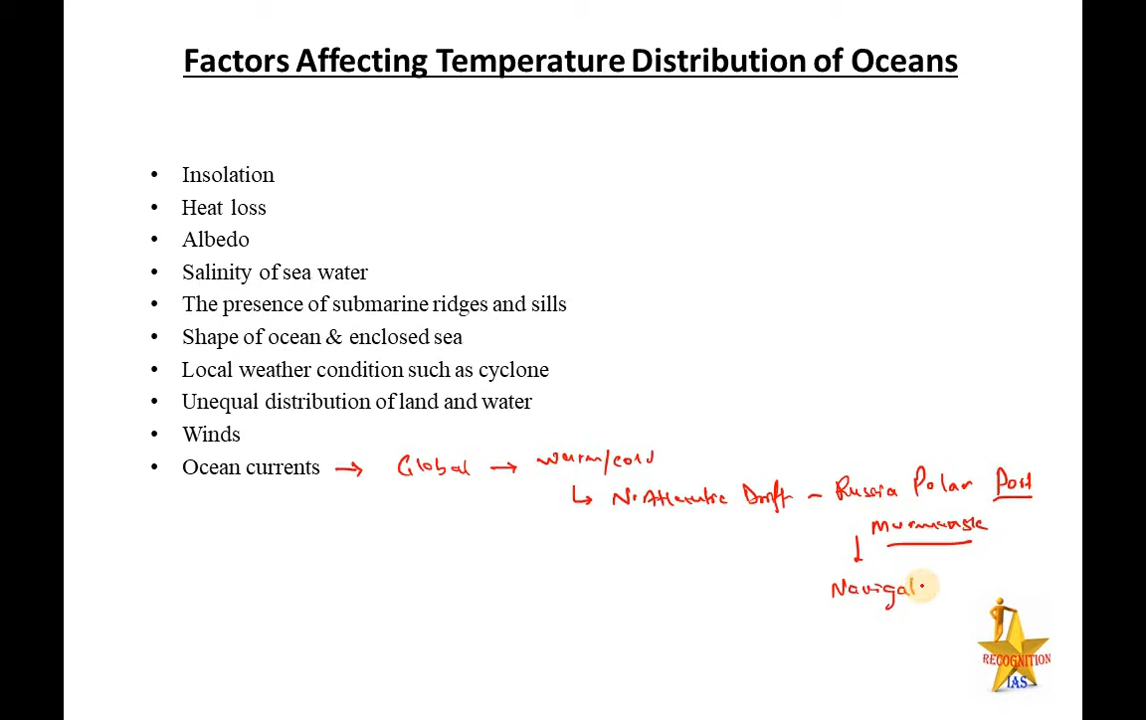 Factors Affecting Temperature Distribution of Oceans
• Insolation
• Heat loss
• Albedo
• Salinity of sea water
• The presence of submarine ridges and sills
• Shape of ocean & enclosed sea
• Local weather condition such as cyclone
• Unequal distribution of land and water
• Winds
• Ocean currents → Global → warm/cold
↳ N. Atlantic Drift - Russia Polar Port
↓ Murmansk
Navigat
RECOGNITION
IAS